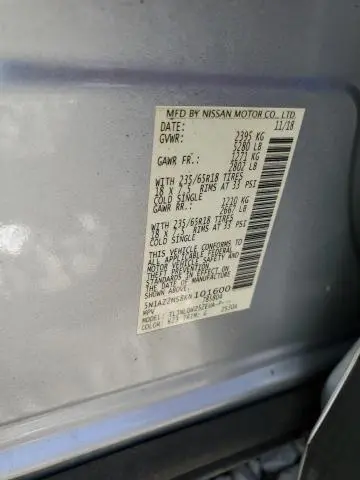 MFD BY NISSAN MOTOR CO., LTD.
DATE: 11/18
GVWR: 2395 KG
5280 LB
GAWR FR.: 1271 KG
2802 LB
WITH 235/65R18 TIRES
18 x 7.5 RIMS AT 33 PSI
COLD SINGLE
GAWR RR.: 1210 KG
2667 LB
WITH 235/65R18 TIRES
18 x 7.5 RIMS AT 33 PSI
COLD SINGLE
THIS VEHICLE CONFORMS TO ALL
APPLICABLE FEDERAL
MOTOR VEHICLE SAFETY AND
THEFT PREVENTION STANDARDS
IN EFFECT ON THE DATE OF
MANUFACTURE SHOWN ABOVE.
101600
MPV
MODEL:
COLOR: K23 TRIM: G